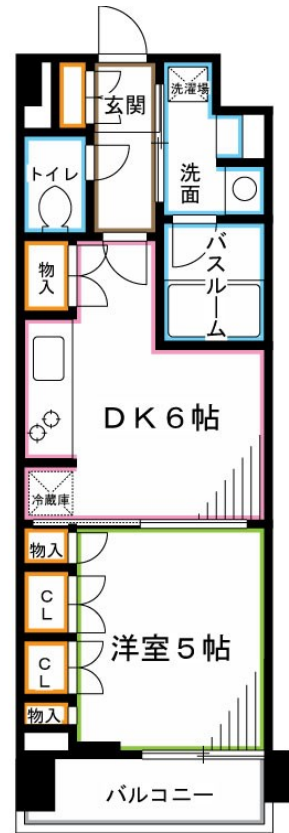 洗濯場
玄関
トイレ
洗面
物入
バスルーム
DK6帖
冷蔵庫
物入
CL
洋室5帖
CL
物入
バルコニー